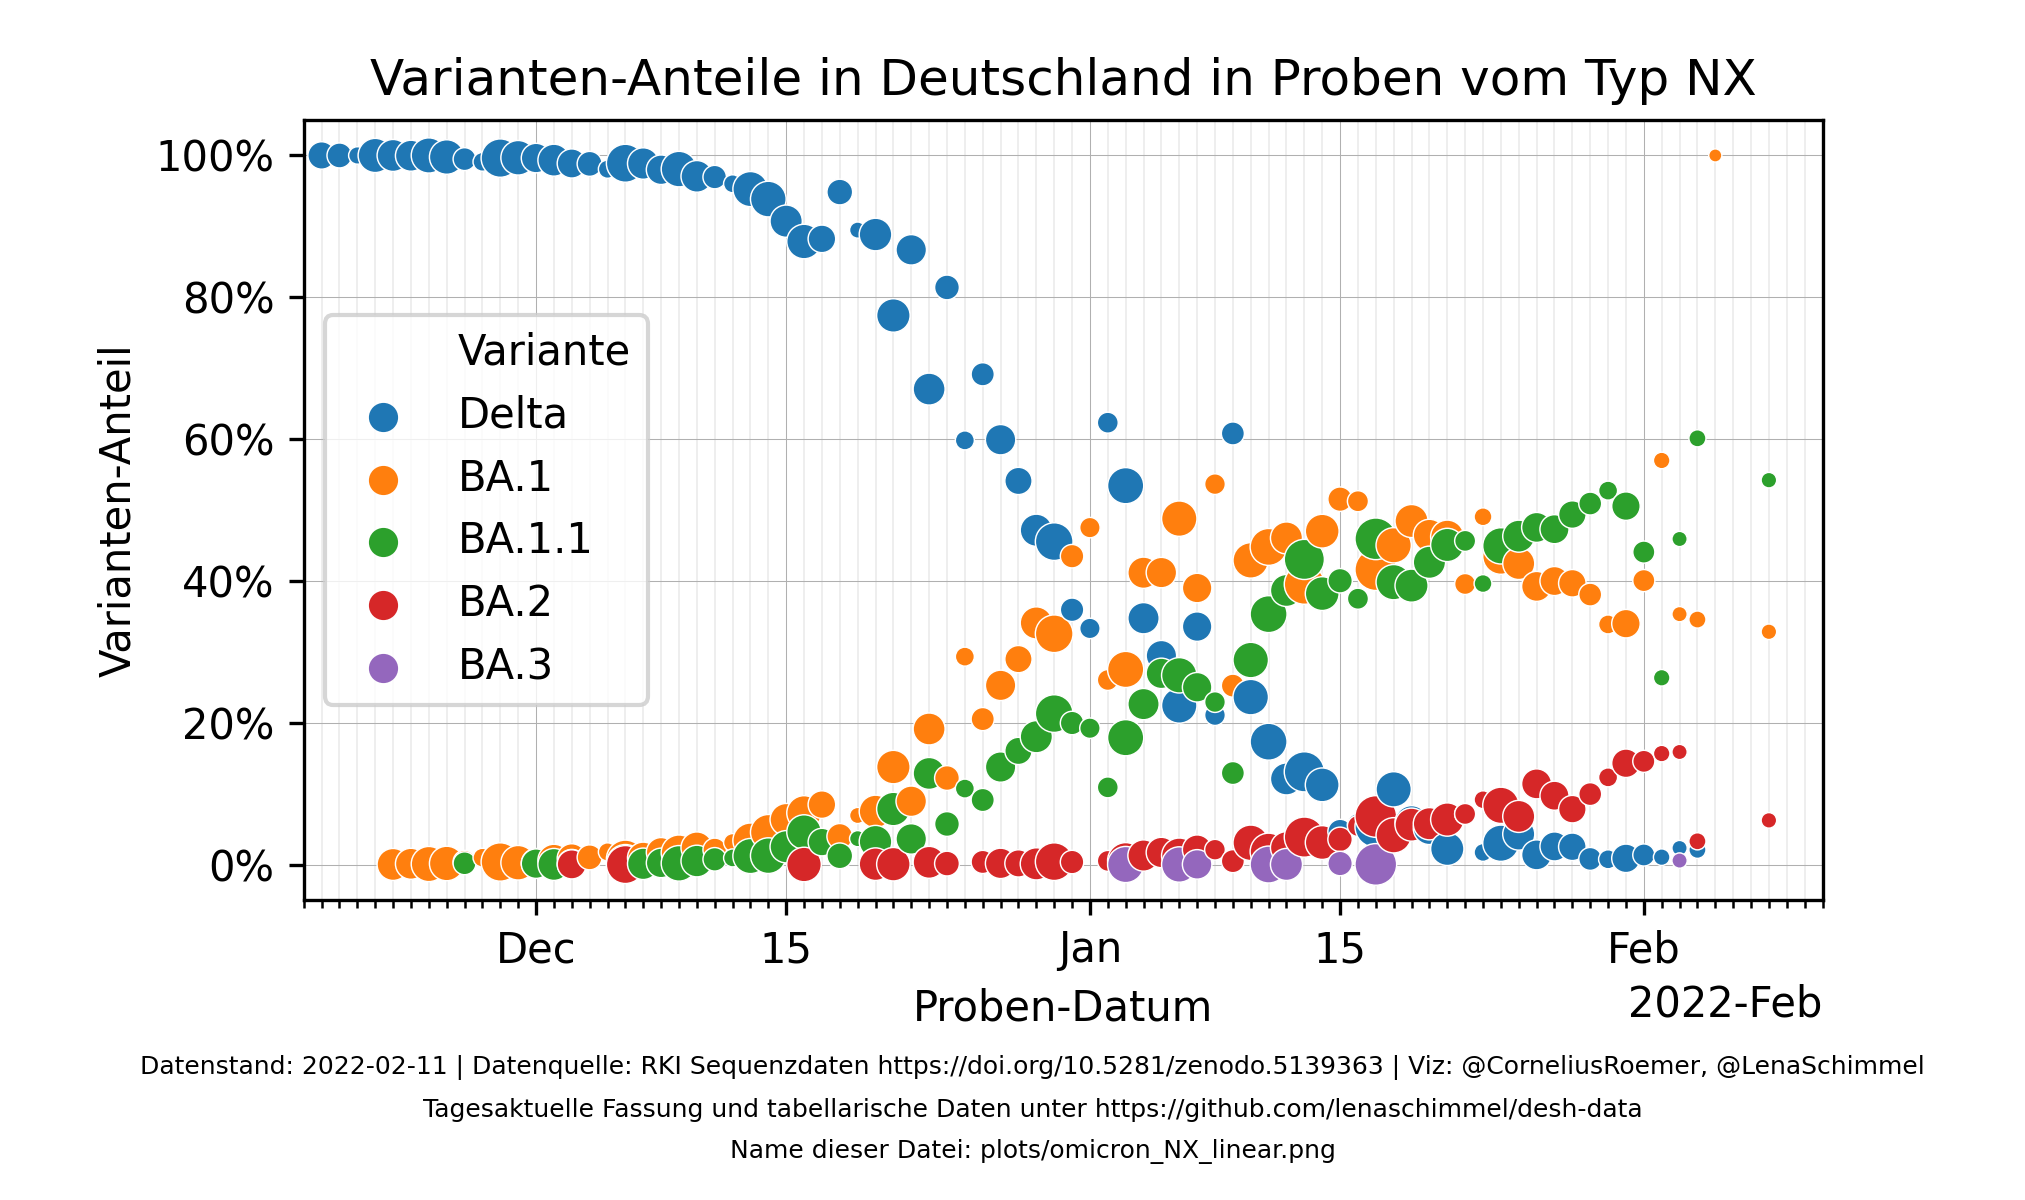 Varianten-Anteile in Deutschland in Proben vom Typ NX
100%
80%
60%
40%
20%
0%
Varianten-Anteil
Variante
Delta
BA.1
BA.1.1
BA.2
BA.3
Dec
15
Jan
15
Feb
Proben-Datum
2022-Feb
Datenstand: 2022-02-11 | Datenquelle: RKI Sequenzdaten https://doi.org/10.5281/zenodo.5139363 | Viz: @CorneliusRoemer, @LenaSchimmel
Tagesaktuelle Fassung und tabellarische Daten unter https://github.com/lenaschimmel/desh-data
Name dieser Datei: plots/omicron_NX_linear.png